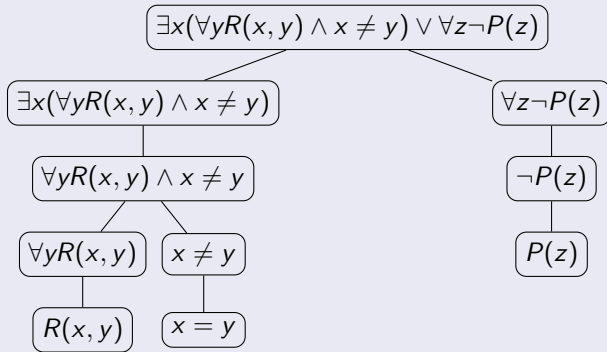 ∃x(∀yR(x, y) ∧ x ≠ y) ∨ ∀z¬P(z)
∃x(∀yR(x, y) ∧ x ≠ y)
∀z¬P(z)
∀yR(x, y) ∧ x ≠ y
¬P(z)
∀yR(x, y)
x ≠ y
P(z)
R(x, y)
x = y